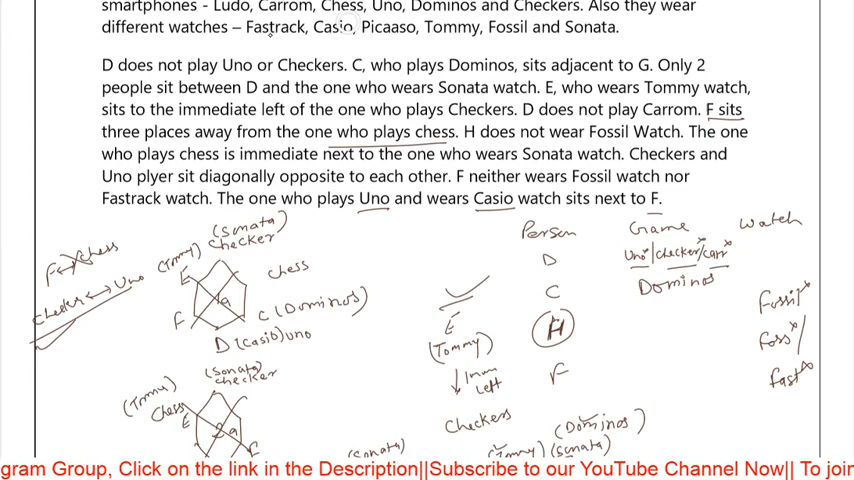 smartphones - Ludo, Carrom, Chess, Uno, Dominos and Checkers. Also they wear
different watches – Fastrack, Casio, Picaaso, Tommy, Fossil and Sonata.
D does not play Uno or Checkers. C, who plays Dominos, sits adjacent to G. Only 2
people sit between D and the one who wears Sonata watch. E, who wears Tommy watch,
sits to the immediate left of the one who plays Checkers. D does not play Carrom. F sits
three places away from the one who plays chess. H does not wear Fossil Watch. The one
who plays chess is immediate next to the one who wears Sonata watch. Checkers and
Uno plyer sit diagonally opposite to each other. F neither wears Fossil watch nor
Fastrack watch. The one who plays Uno and wears Casio watch sits next to F.
(Sonata)
Checker
(Tommy)
E
Chess
F
C (Dominos)
D (Casio) Uno
F Chess
Checker ↔ Uno
Person Game Watch
D Uno/checker/carr
C Dominos
H Fossil
F Foss/
Fast
E
(Tommy)
Imm
left
Checkers
(Sonata)
checker
(Tommy)
Chess
E
(Dominos)
(Sonata) (Tommy) (Sonata)
gram Group, Click on the link in the Description||Subscribe to our YouTube Channel Now|| To join